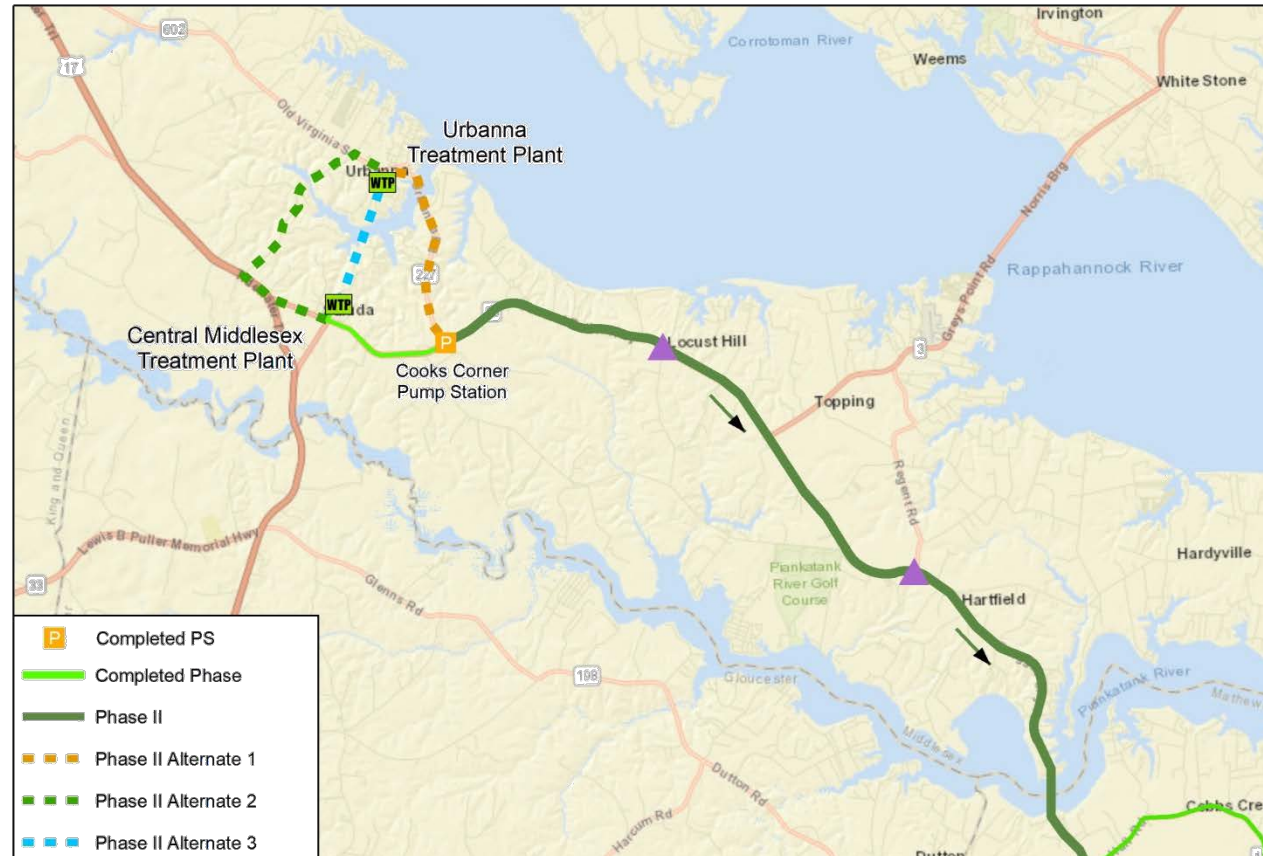 Irvington
Corrotoman River
602
Weems
17
White Stone
Old Virginia S
Urbanna
Treatment Plant
WTP
Norris Brg
227
Rappahannock River
Greys Point Rd
WTP
Central Middlesex
Treatment Plant
P
Locust Hill
3
Cooks Corner
Pump Station
Topping
King and Queen
Regent Rd
Lewis B Puller Memorial Hwy
33
Glenns Rd
Piankatank
River Golf
Course
Hardyville
Hartfield
P Completed PS
Completed Phase
198
Gloucester
Piankatank River
Mathew
Phase II
Middlesex
Phase II Alternate 1
Dutton Rd
Phase II Alternate 2
Harcum Rd
Cobbs Cre
Phase II Alternate 3
Dutton